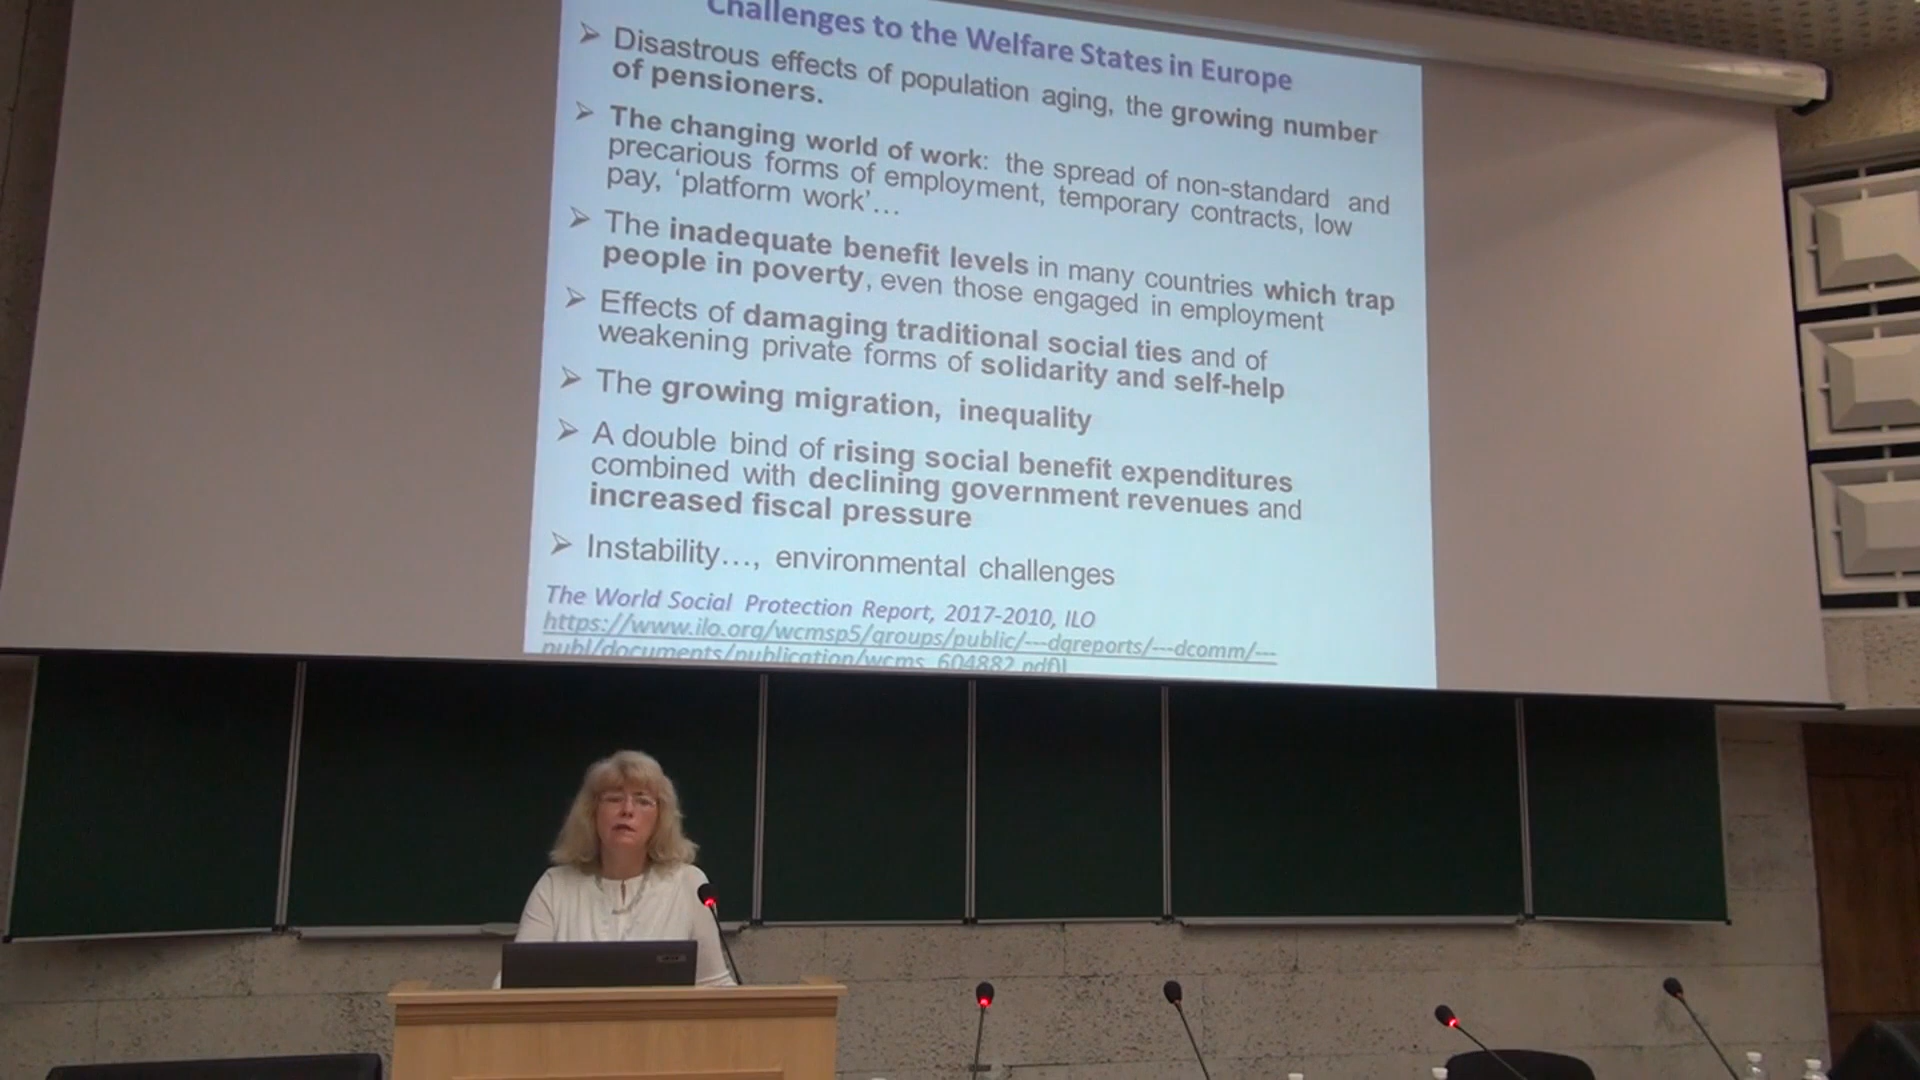 Challenges to the Welfare States in Europe
➢ Disastrous effects of population aging, the growing number
of pensioners.
➢ The changing world of work: the spread of non-standard and
precarious forms of employment, temporary contracts, low
pay, ‘platform work’…
➢ The inadequate benefit levels in many countries which trap
people in poverty, even those engaged in employment
➢ Effects of damaging traditional social ties and of
weakening private forms of solidarity and self-help
➢ The growing migration, inequality
➢ A double bind of rising social benefit expenditures
combined with declining government revenues and
increased fiscal pressure
➢ Instability…, environmental challenges
The World Social Protection Report, 2017-2010, ILO
https://www.ilo.org/wcmsp5/groups/public/---dgreports/---dcomm/---
publ/documents/publication/wcms_604882.pdf)l